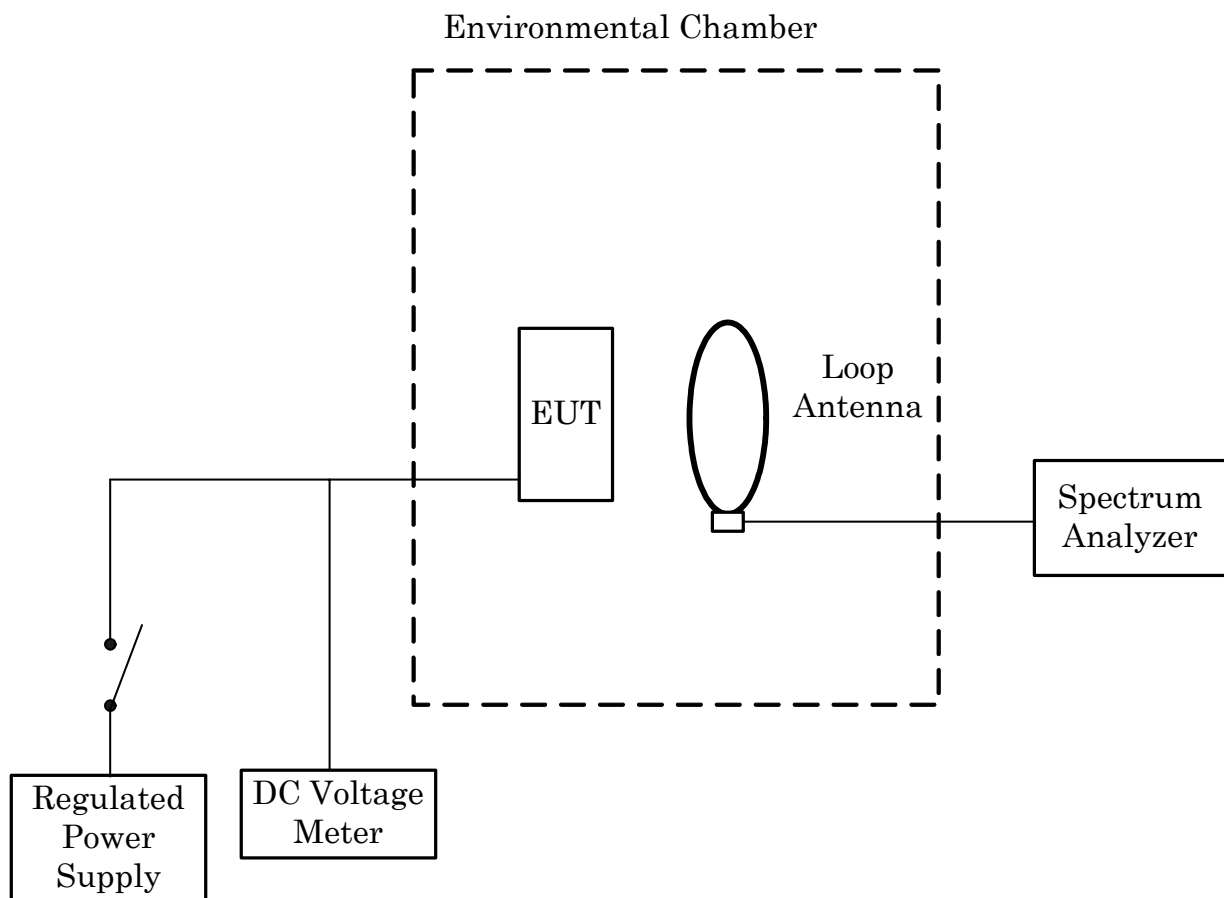 Environmental Chamber
EUT
Loop
Antenna
Spectrum
Analyzer
Regulated
Power
Supply
DC Voltage
Meter